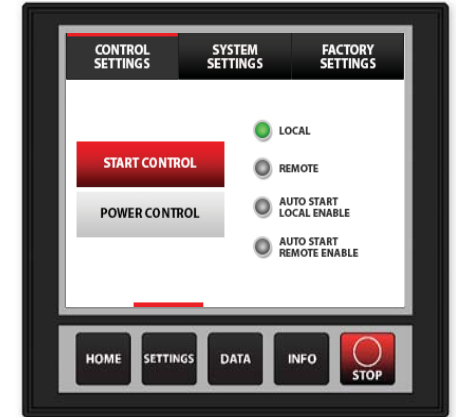 CONTROL
SETTINGS
SYSTEM
SETTINGS
FACTORY
SETTINGS
LOCAL
START CONTROL
REMOTE
POWER CONTROL
AUTO START
LOCAL ENABLE
AUTO START
REMOTE ENABLE
HOME
SETTINGS
DATA
INFO
STOP